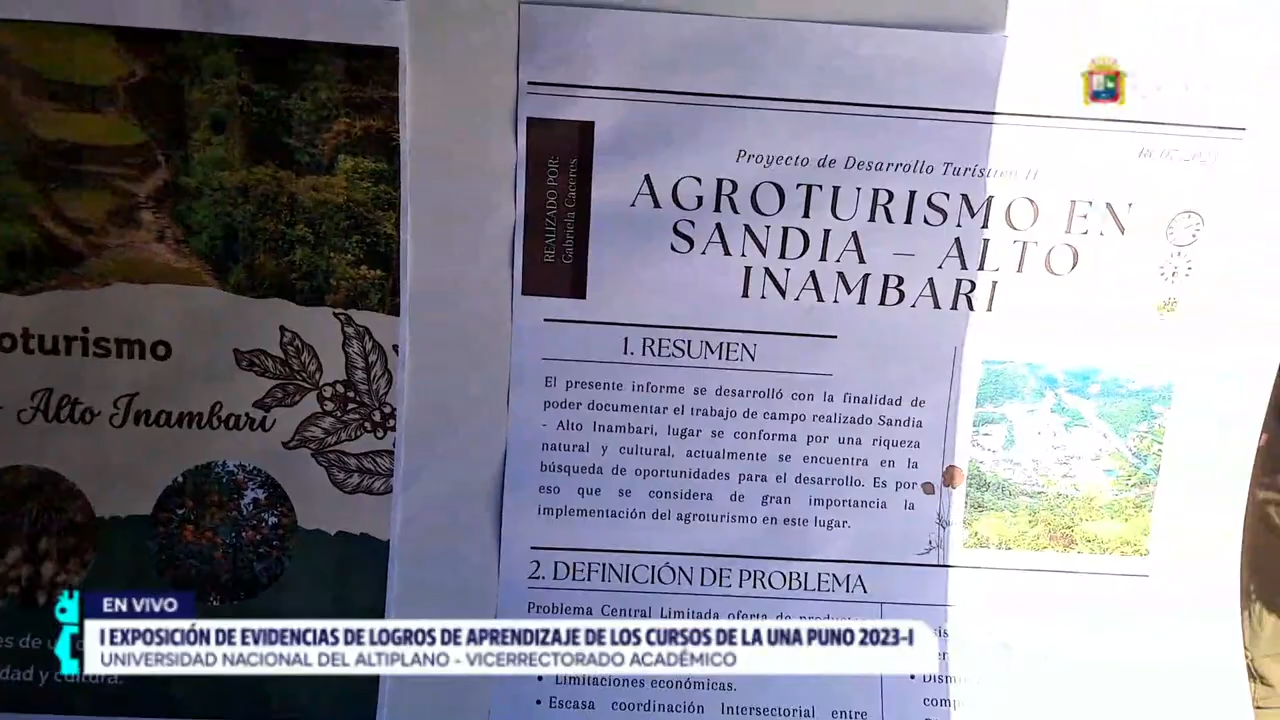 oturismo
Alto Inambari
REALIZADO POR:
Gabriela Caceres
Proyecto de Desarrollo Turístico II
AGROTURISMO EN
SANDIA – ALTO
INAMBARI
1. RESUMEN
El presente informe se desarrolló con la finalidad de
poder documentar el trabajo de campo realizado Sandia
- Alto Inambari, lugar se conforma por una riqueza
natural y cultural, actualmente se encuentra en la
búsqueda de oportunidades para el desarrollo. Es por
eso que se considera de gran importancia la
implementación del agroturismo en este lugar.
2. DEFINICIÓN DE PROBLEMA
Problema Central Limitada oferta de productos
• Limitaciones económicas.
• Escasa coordinación Intersectorial entre
EN VIVO
I EXPOSICIÓN DE EVIDENCIAS DE LOGROS DE APRENDIZAJE DE LOS CURSOS DE LA UNA PUNO 2023-I
UNIVERSIDAD NACIONAL DEL ALTIPLANO - VICERRECTORADO ACADÉMICO